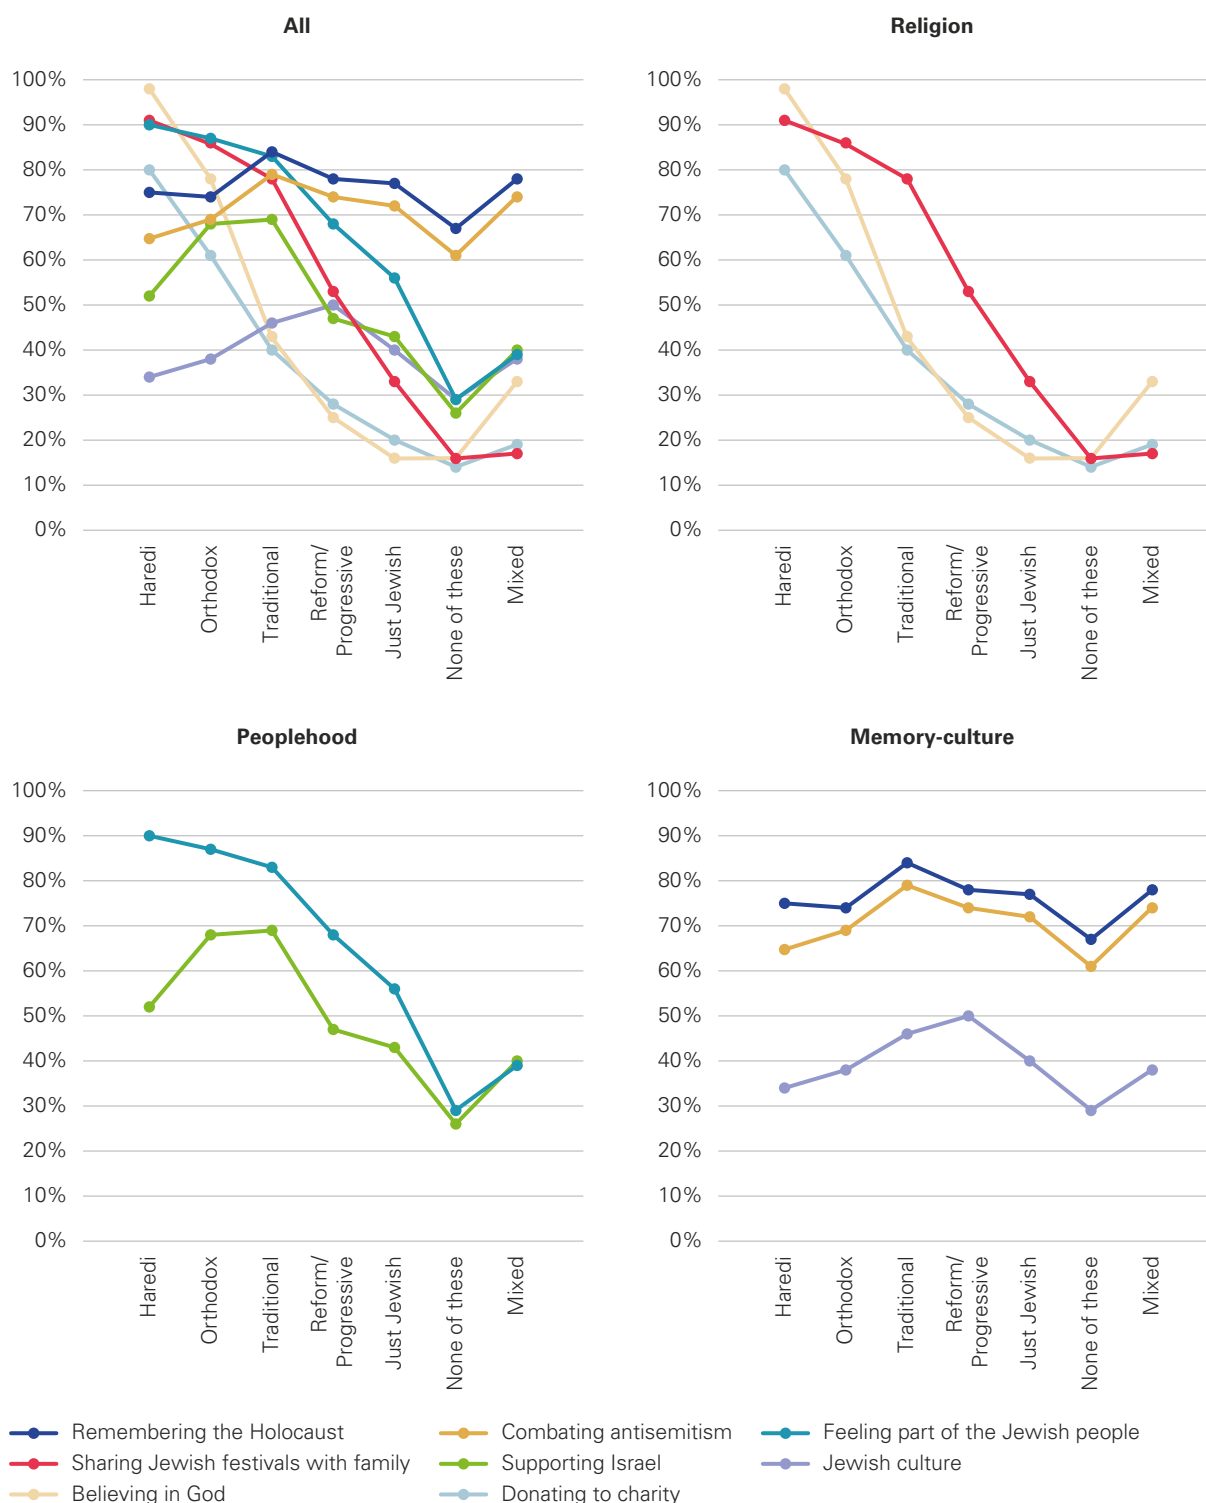 All
100%
90%
80%
70%
60%
50%
40%
30%
20%
10%
0%
Haredi
Orthodox
Traditional
Reform/
Progressive
Just Jewish
None of these
Mixed
Religion
100%
90%
80%
70%
60%
50%
40%
30%
20%
10%
0%
Haredi
Orthodox
Traditional
Reform/
Progressive
Just Jewish
None of these
Mixed
Peoplehood
100%
90%
80%
70%
60%
50%
40%
30%
20%
10%
0%
Haredi
Orthodox
Traditional
Reform/
Progressive
Just Jewish
None of these
Mixed
Memory-culture
100%
90%
80%
70%
60%
50%
40%
30%
20%
10%
0%
Haredi
Orthodox
Traditional
Reform/
Progressive
Just Jewish
None of these
Mixed
Remembering the Holocaust
Combating antisemitism
Feeling part of the Jewish people
Sharing Jewish festivals with family
Supporting Israel
Jewish culture
Believing in God
Donating to charity